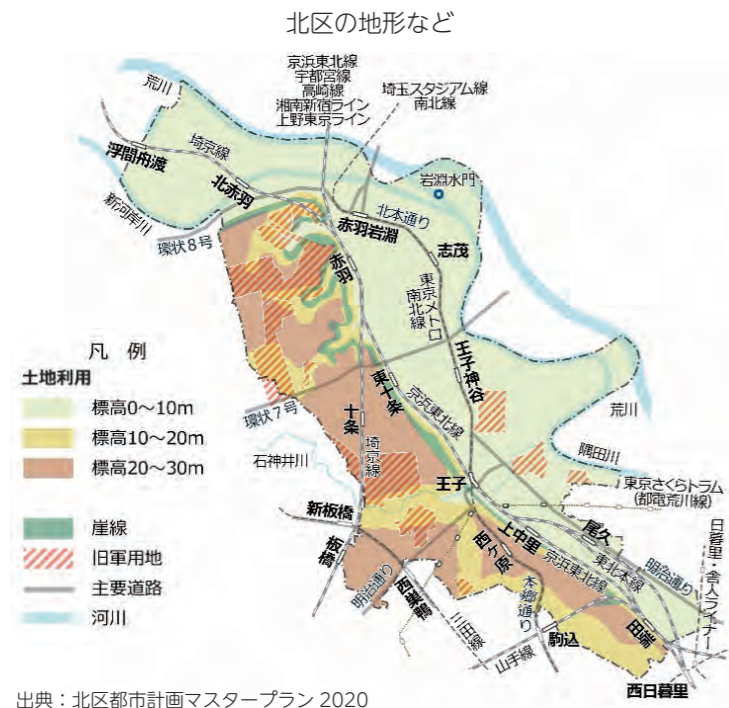 北区の地形など
京浜東北線
宇都宮線
高崎線
湘南新宿ライン
上野東京ライン
埼玉スタジアム線
南北線
荒川
埼京線
浮間舟渡
北赤羽
新河岸川
環状8号
岩淵水門
北本通り
赤羽岩淵
志茂
赤羽
東京メトロ
南北線
王子神谷
京浜東北線
東十条
環状7号
十条
埼京線
石神井川
荒川
隅田川
王子
東京さくらトラム
(都電荒川線)
新板橋
板橋
明治通り
西巣鴨
三田線
西ケ原
上中里
本郷通り
尾久
京浜東北線
東北本線
明治通り
日暮里・舎人ライナー
駒込
山手線
田端
西日暮里
凡例
土地利用
標高0～10m
標高10～20m
標高20～30m
崖線
旧軍用地
主要道路
河川
出典：北区都市計画マスタープラン2020